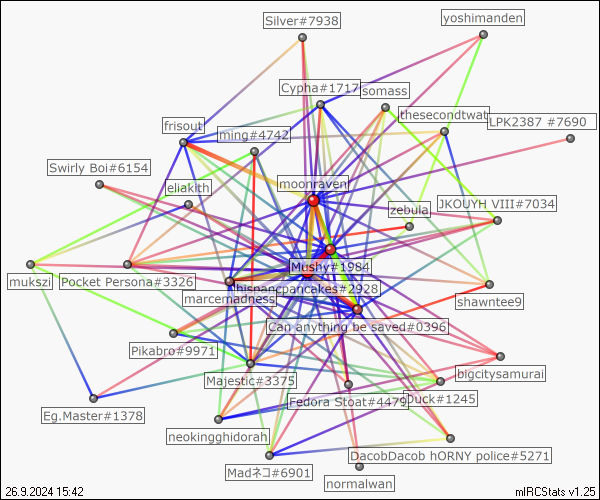 Silver#7938
yoshimanden
Cypha#1717
somass
thesecondtwat
LPK2387 #7690
frisout
ming#4742
Swirly Boi#6154
eliakith
moonraven
zebula
JKOUYH VIII#7034
Mushy#1984
mukszi
Pocket Persona#3326
hispanicpancakes#2928
marcemadness
shawntee9
Can anything be saved#0396
Pikabro#9971
Majestic#3375
bigcitysamurai
Fedora Stoat#4479
Duck#1245
Eg.Master#1378
neokingghidorah
DacobDacob hORNY police#5271
Madネコ#6901
normalwan
26.9.2024 15:42
mIRCStats v1.25